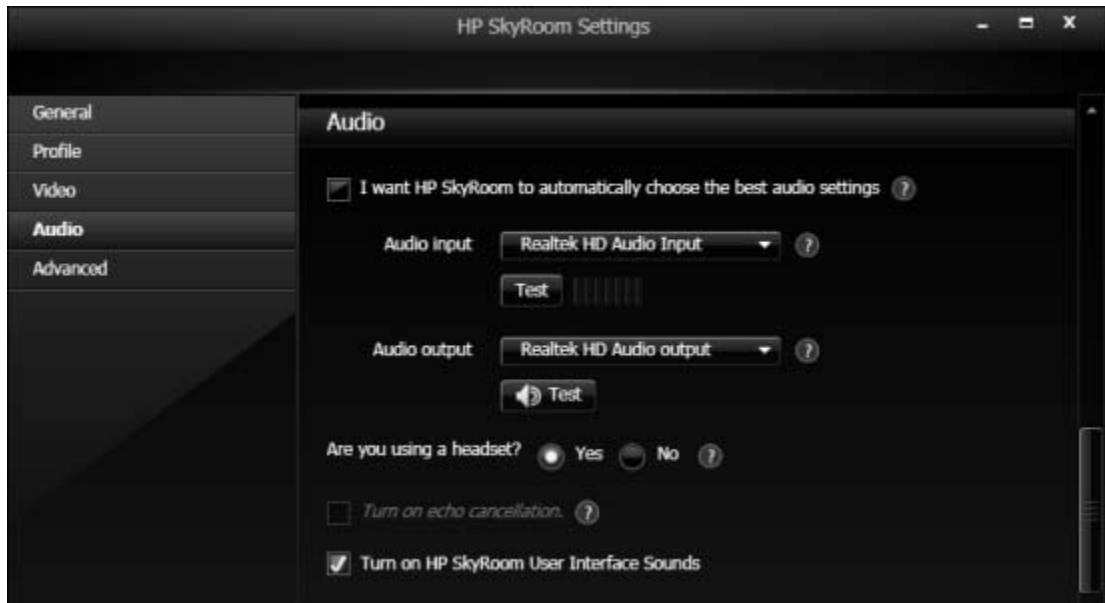 HP SkyRoom Settings
General
Profile
Video
Audio
Advanced
Audio
I want HP SkyRoom to automatically choose the best audio settings ?
Audio input Realtek HD Audio Input ?
Test
Audio output Realtek HD Audio output ?
Test
Are you using a headset? Yes No ?
Turn on echo cancellation. ?
Turn on HP SkyRoom User Interface Sounds